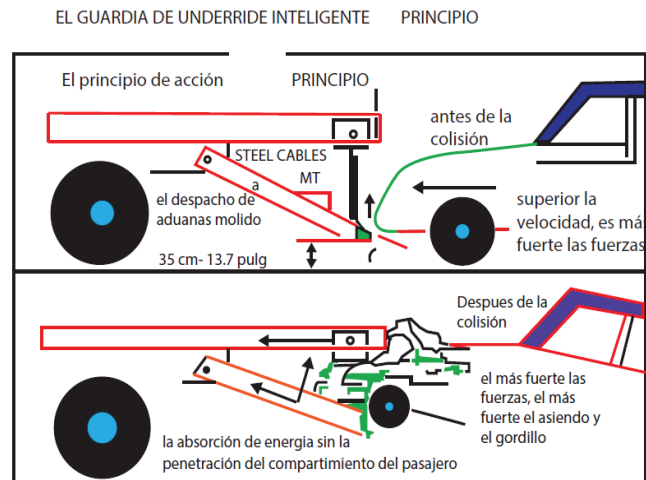 EL GUARDIA DE UNDERRIDE INTELIGENTE PRINCIPIO
El principio de acción
PRINCIPIO
antes de la
colisión
STEEL CABLES
MT
a
el despacho de
aduanas molido
superior la
velocidad, es más
fuerte las fuerzas
35 cm- 13.7 pulg
Despues de la
colisión
el más fuerte las
fuerzas, el más
fuerte el asiendo y
el gordillo
la absorción de energia sin la
penetración del compartimiento del pasajero